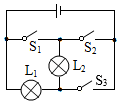 S₁ S₂
L₂
L₁ S₃